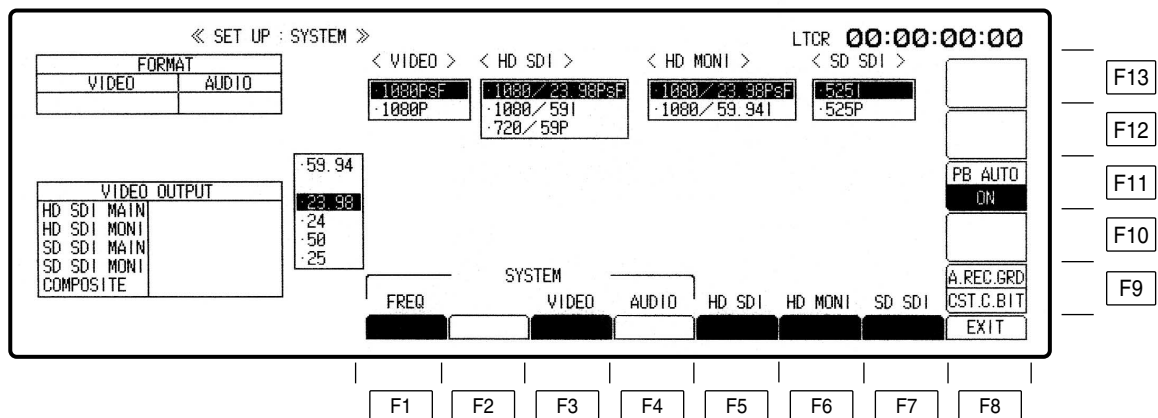 ≪ SET UP : SYSTEM ≫
LTCR 00:00:00:00
FORMAT
VIDEO AUDIO
< VIDEO > < HD SDI > < HD MONI > < SD SDI >
·1080PsF ·1080/23.98PsF ·1080/23.98PsF ·525I
·1080P ·1080/59I ·1080/59.94I ·525P
·720/59P
F13
F12
PB AUTO
ON
F11
F10
A.REC.GRD
CST.C.BIT
F9
EXIT
VIDEO OUTPUT
HD SDI MAIN
HD SDI MONI
SD SDI MAIN
SD SDI MONI
COMPOSITE
·59.94
·23.98
·24
·50
·25
SYSTEM
FREQ VIDEO AUDIO HD SDI HD MONI SD SDI
F1 F2 F3 F4 F5 F6 F7 F8